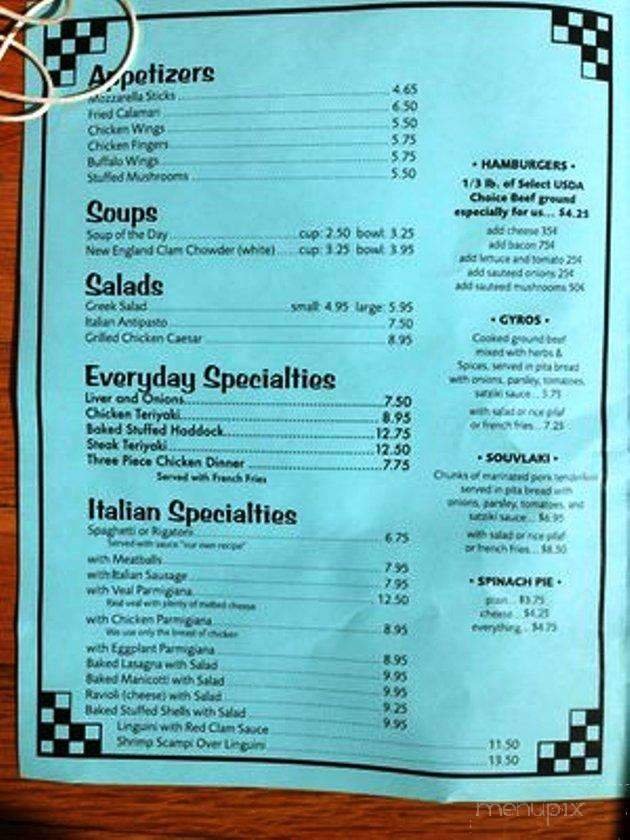 Appetizers
Mozzarella Sticks 4.65
Fried Calamari 6.50
Chicken Wings 5.50
Chicken Fingers 5.75
Buffalo Wings 5.75
Stuffed Mushrooms 5.50
Soups
Soup of the Day cup: 2.50 bowl: 3.25
New England Clam Chowder (white) cup: 3.25 bowl: 3.95
Salads
Greek Salad small: 4.95 large: 5.95
Italian Antipasto 7.50
Grilled Chicken Caesar 8.95
Everyday Specialties
Liver and Onions 7.50
Chicken Teriyaki 8.95
Baked Stuffed Haddock 12.75
Steak Teriyaki 12.50
Three Piece Chicken Dinner 7.75
Served with French Fries
Italian Specialties
Spaghetti or Rigatoni 6.75
Served with sauce "our own recipe"
with Meatballs 7.95
with Italian Sausage 7.95
with Veal Parmigiana 12.50
Real veal with plenty of melted cheese
with Chicken Parmigiana 8.95
We use only the breast of chicken
with Eggplant Parmigiana 8.95
Baked Lasagna with Salad 9.95
Baked Manicotti with Salad 9.95
Ravioli (cheese) with Salad 9.25
Baked Stuffed Shells with Salad 9.95
Linguini with Red Clam Sauce 11.50
Shrimp Scampi Over Linguini 13.50
• HAMBURGERS •
1/3 lb. of Select USDA
Choice Beef ground
especially for us... $4.25
add cheese 35¢
add bacon 75¢
add lettuce and tomato 25¢
add sauteed onions 25¢
add sauteed mushrooms 50¢
• GYROS •
Cooked ground beef
mixed with herbs &
Spices, served in pita bread
with onions, parsley, tomatoes,
satziki sauce... 5.75
with salad or rice pilaf
or french fries... 7.25
• SOUVLAKI •
Chunks of marinated pork tenderloin
served in pita bread with
onions, parsley, tomatoes, and
satziki sauce... $6.95
with salad or rice pilaf
or french fries... $8.50
• SPINACH PIE •
plain... $3.75
cheese... $4.25
everything... $4.75
menupix